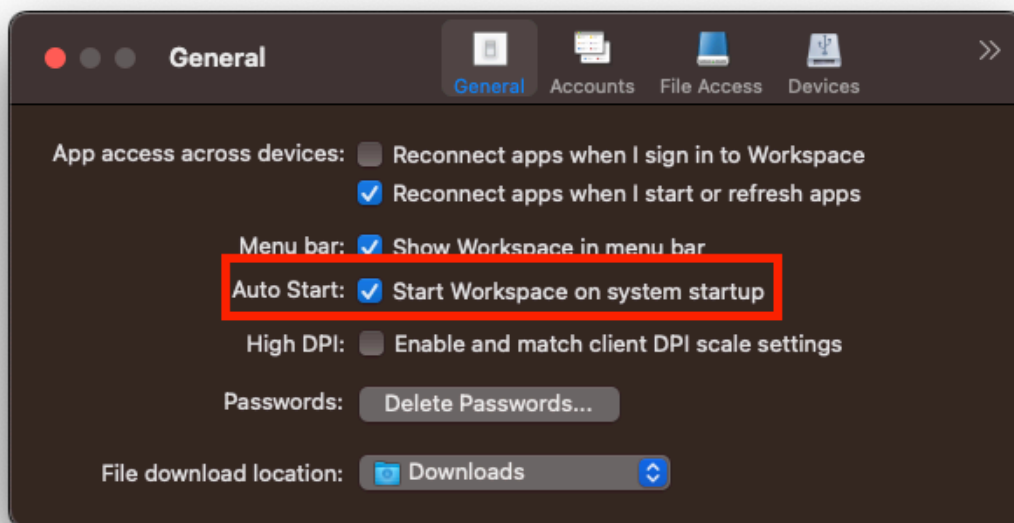 General
General Accounts File Access Devices
App access across devices: Reconnect apps when I sign in to Workspace
Reconnect apps when I start or refresh apps
Menu bar: Show Workspace in menu bar
Auto Start: Start Workspace on system startup
High DPI: Enable and match client DPI scale settings
Passwords: Delete Passwords...
File download location: Downloads